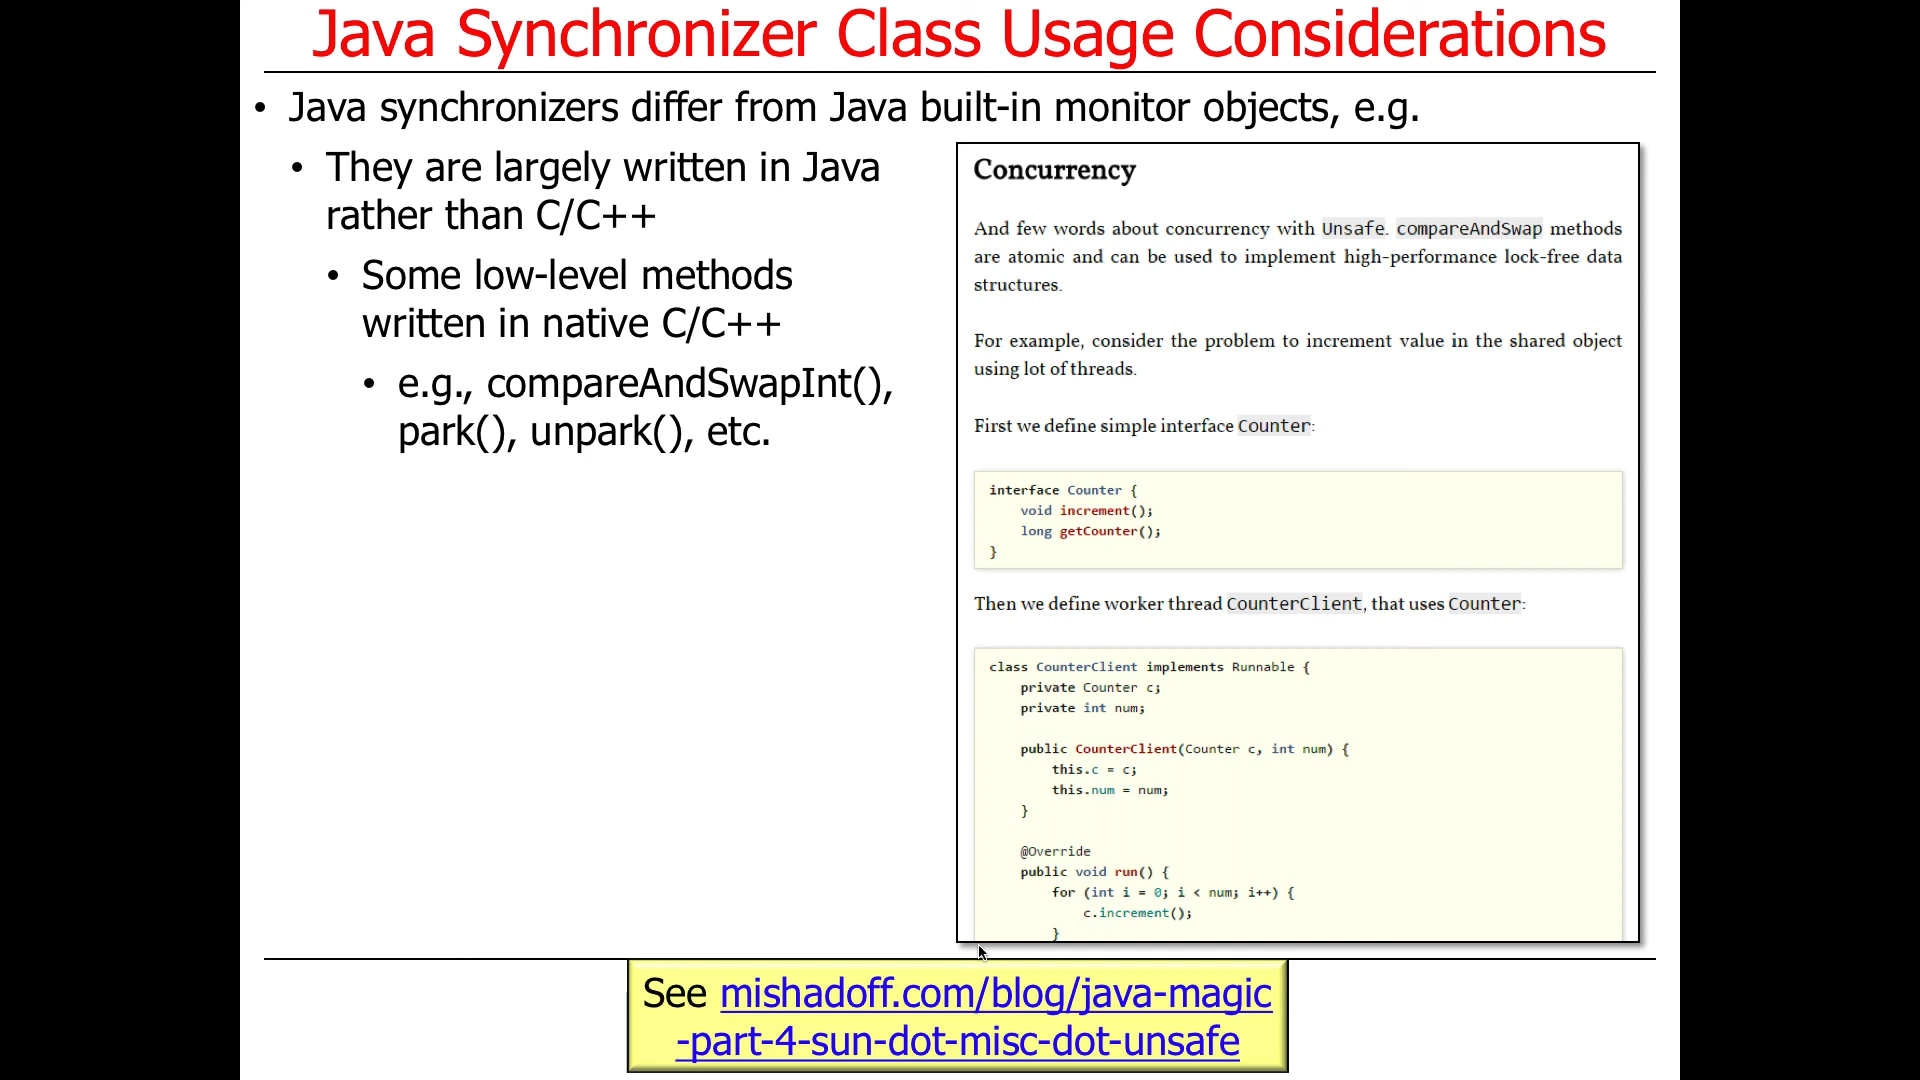 Java Synchronizer Class Usage Considerations
• Java synchronizers differ from Java built-in monitor objects, e.g.
• They are largely written in Java
rather than C/C++
• Some low-level methods
written in native C/C++
• e.g., compareAndSwapInt(),
park(), unpark(), etc.
Concurrency
And few words about concurrency with Unsafe. compareAndSwap methods
are atomic and can be used to implement high-performance lock-free data
structures.
For example, consider the problem to increment value in the shared object
using lot of threads.
First we define simple interface Counter:
interface Counter {
void increment();
long getCounter();
}
Then we define worker thread CounterClient, that uses Counter:
class CounterClient implements Runnable {
private Counter c;
private int num;
public CounterClient(Counter c, int num) {
this.c = c;
this.num = num;
}
@Override
public void run() {
for (int i = 0; i < num; i++) {
c.increment();
}
See mishadoff.com/blog/java-magic
-part-4-sun-dot-misc-dot-unsafe